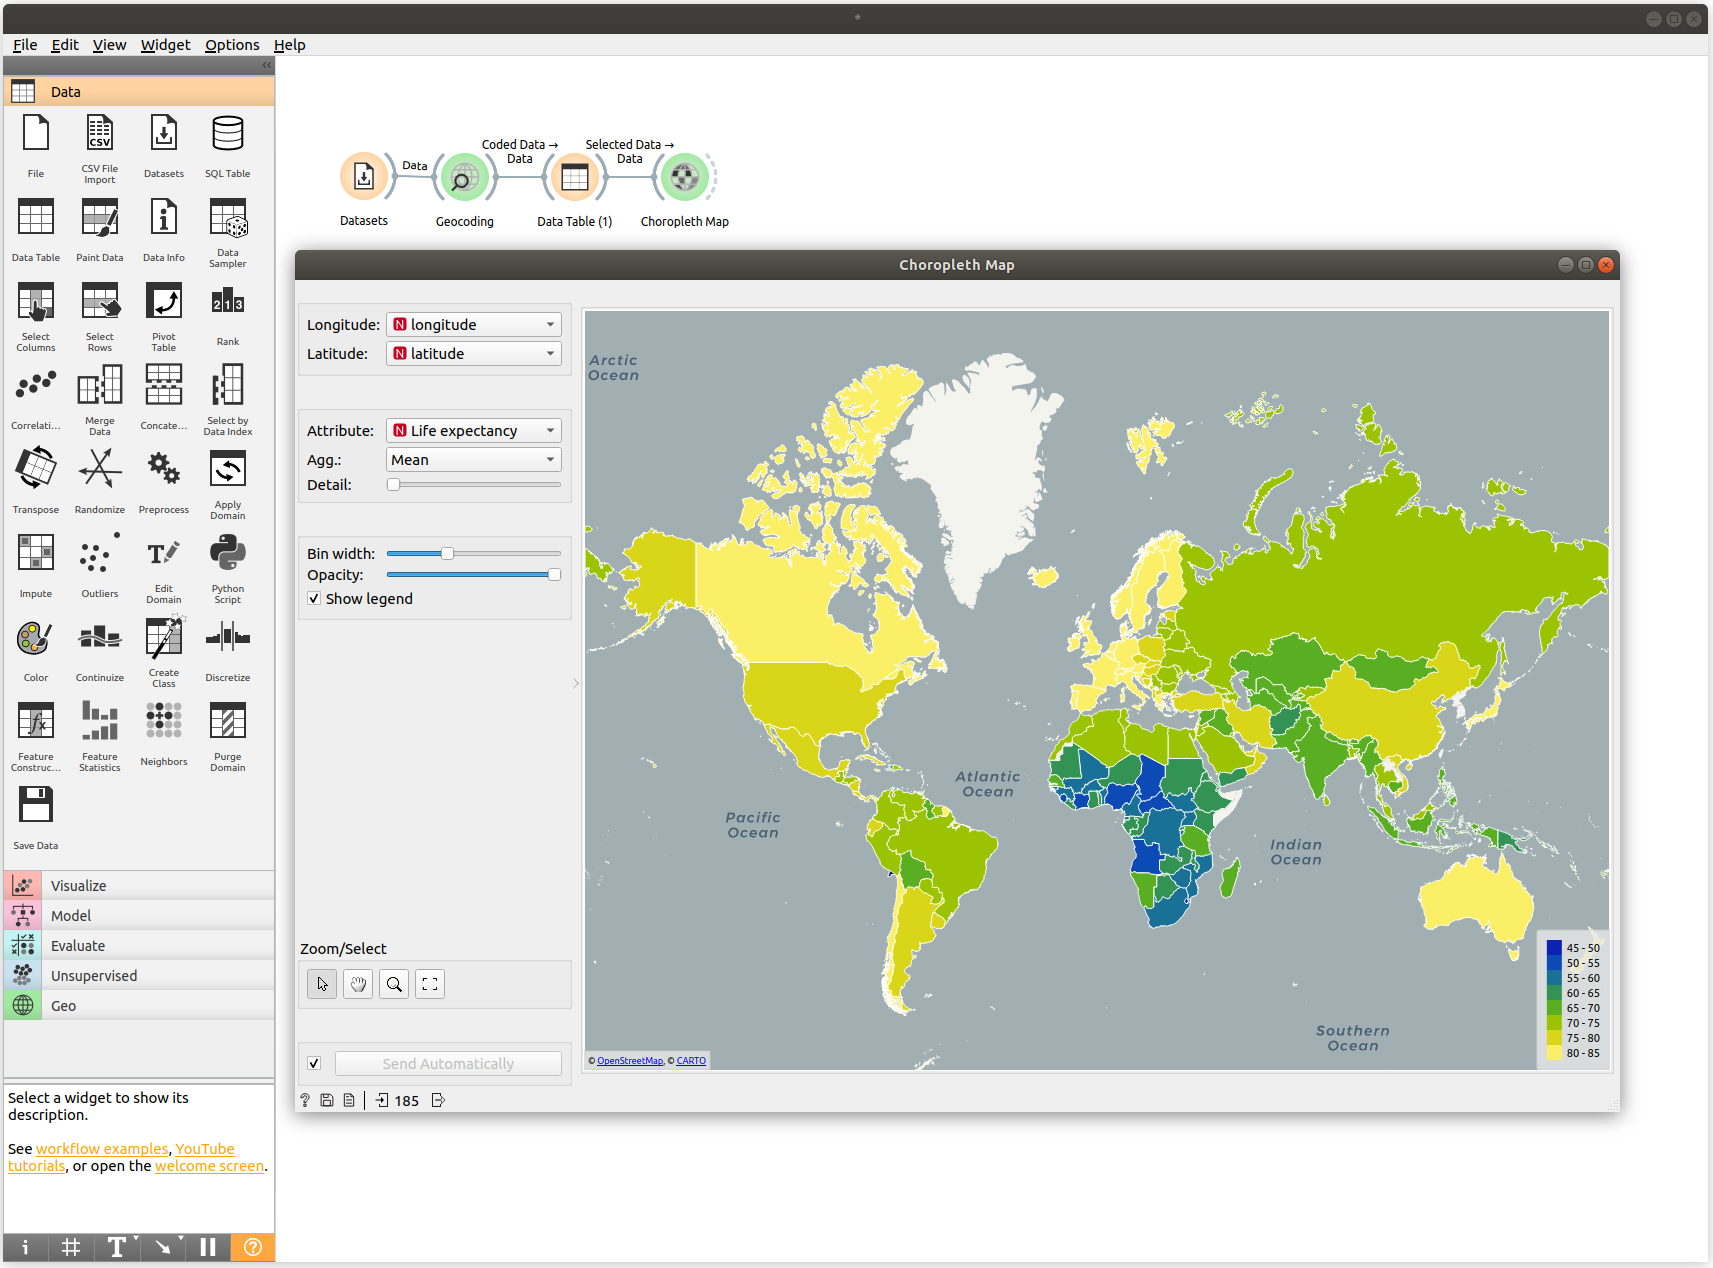 *
File Edit View Widget Options Help
Data
File
CSV File
Import
Datasets
SQL Table
Data Table
Paint Data
Data Info
Data
Sampler
Select
Columns
Select
Rows
Pivot
Table
Rank
Correlati...
Merge
Data
Concate...
Select by
Data Index
Transpose
Randomize
Preprocess
Apply
Domain
Impute
Outliers
Edit
Domain
Python
Script
Color
Continuize
Create
Class
Discretize
Feature
Construc...
Feature
Statistics
Neighbors
Purge
Domain
Save Data
Visualize
Model
Evaluate
Unsupervised
Geo
Select a widget to show its
description.
See workflow examples, YouTube
tutorials, or open the welcome screen.
Data
Coded Data →
Data
Selected Data →
Data
Datasets
Geocoding
Data Table (1)
Choropleth Map
Choropleth Map
Longitude: N longitude
Latitude: N latitude
Attribute: N Life expectancy
Agg.: Mean
Detail:
Bin width:
Opacity:
Show legend
Zoom/Select
Send Automatically
? 185
Arctic
Ocean
Atlantic
Ocean
Pacific
Ocean
Indian
Ocean
Southern
Ocean
45 - 50
50 - 55
55 - 60
60 - 65
65 - 70
70 - 75
75 - 80
80 - 85
© OpenStreetMap, © CARTO